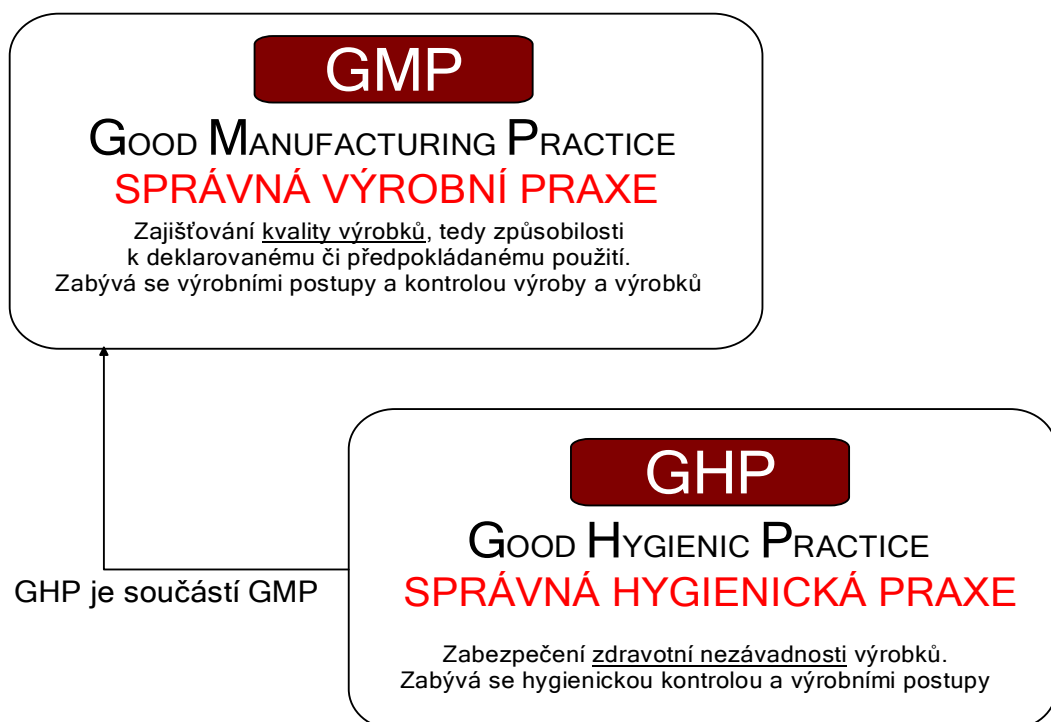 GMP
GOOD MANUFACTURING PRACTICE
SPRÁVNÁ VÝROBNÍ PRAXE
Zajišťování kvality výrobků, tedy způsobilosti
k deklarovanému či předpokládanému použití.
Zabývá se výrobními postupy a kontrolou výroby a výrobků
GHP
GOOD HYGIENIC PRACTICE
GHP je součástí GMP
SPRÁVNÁ HYGIENICKÁ PRAXE
Zabezpečení zdravotní nezávadnosti výrobků.
Zabývá se hygienickou kontrolou a výrobními postupy